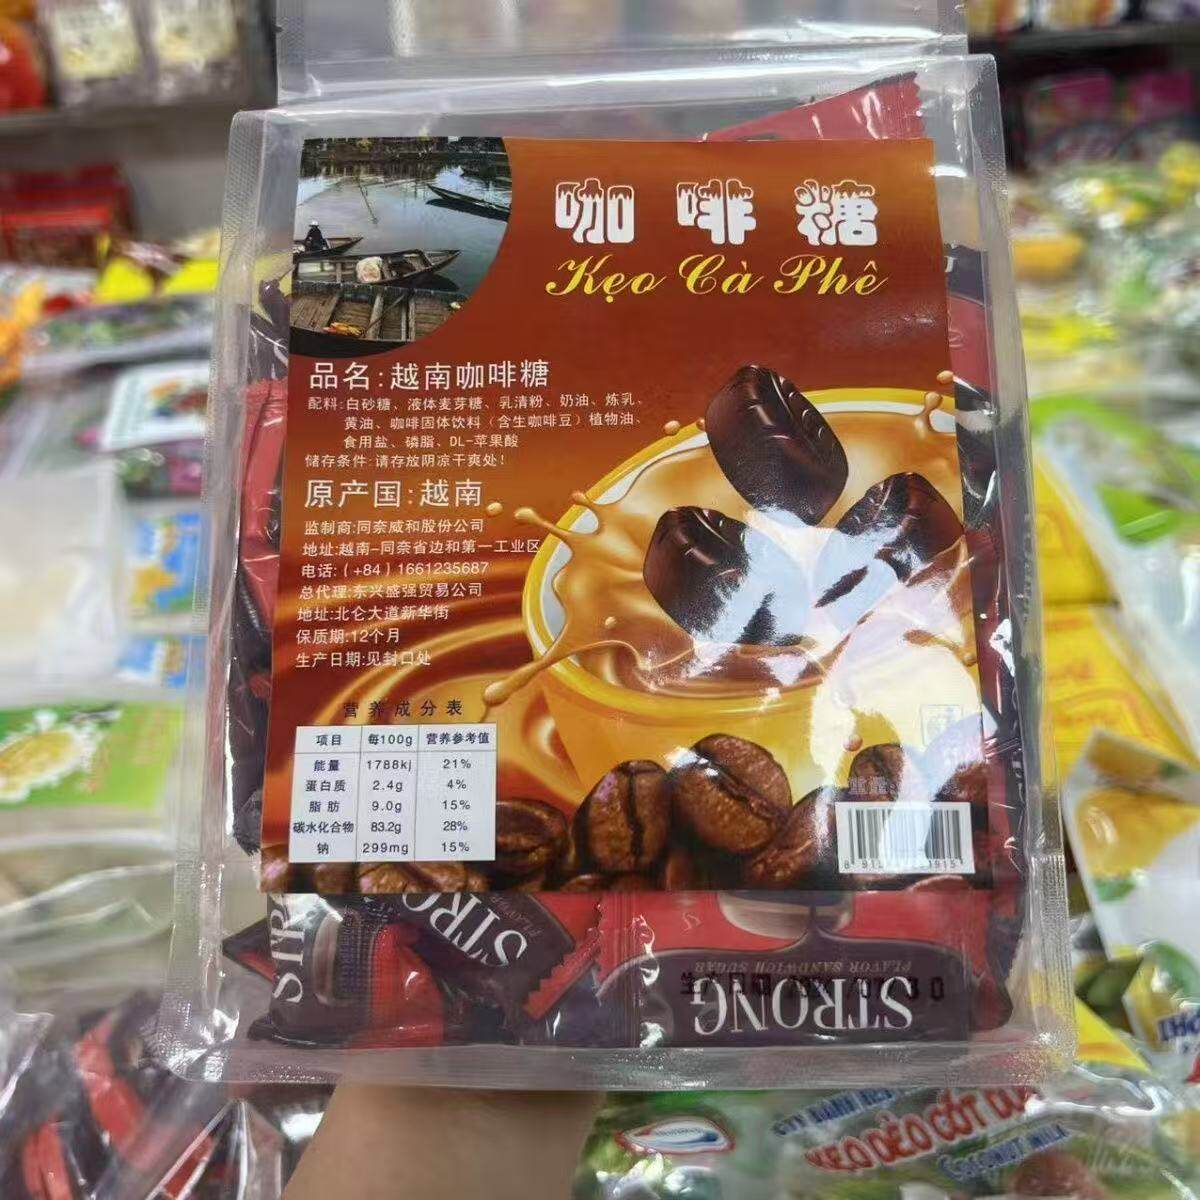 咖啡糖
Kẹo Cà Phê
品名:越南咖啡糖
配料:白砂糖、液体麦芽糖、乳清粉、奶油、炼乳、
黄油、咖啡固体饮料（含生咖啡豆）植物油、
食用盐、磷脂、DL-苹果酸
储存条件:请存放阴凉干爽处!
原产国:越南
监制商:同奈威和股份公司
地址:越南-同奈省边和第一工业区
电话:(+84)1661235687
总代理:东兴盛强贸易公司
地址:北仑大道新华街
保质期:12个月
生产日期:见封口处
营养成分表
项目 每100g 营养参考值
能量 1788kj 21%
蛋白质 2.4g 4%
脂肪 9.0g 15%
碳水化合物 83.2g 28%
钠 299mg 15%
STRONG
FLAVOR SANDWICH SUGAR
STRONG
KẸO DẺO CỐT DỪA
COCONUT MILK